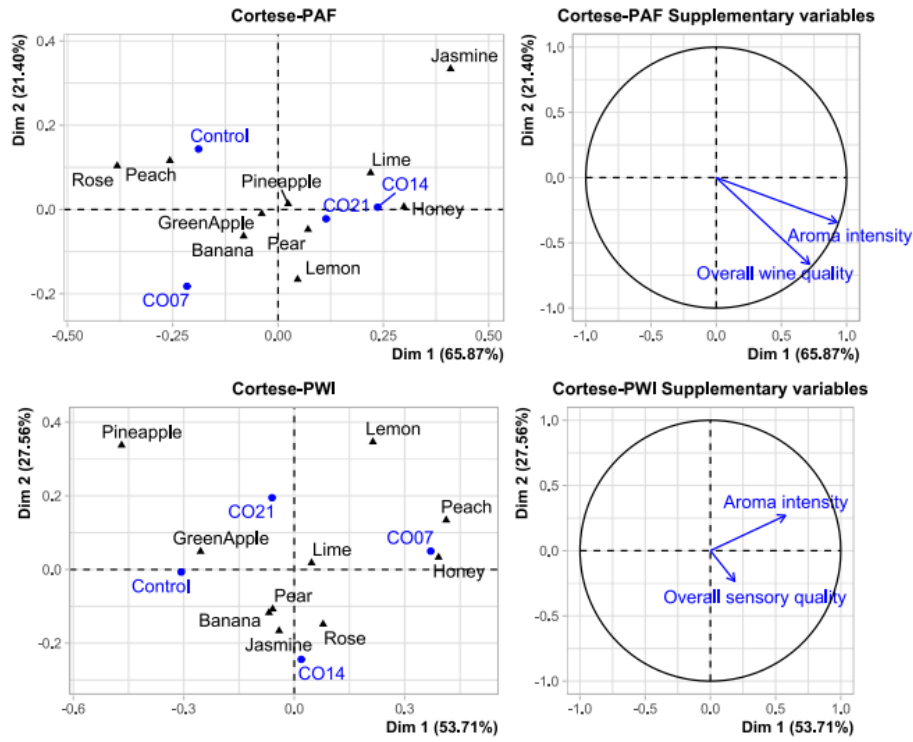 Cortese-PAF
Dim 2 (21.40%)
0.4
0.2
0.0
-0.2
Jasmine
Control
Rose
Peach
Lime
Pineapple
CO14
CO21
Honey
GreenApple
Banana
Pear
Lemon
CO07
-0.50
-0.25
0.00
0.25
0.50
Dim 1 (65.87%)
Cortese-PAF Supplementary variables
Dim 2 (21.40%)
1.0
0.5
0.0
-0.5
-1.0
Aroma intensity
Overall wine quality
-1.0
-0.5
0.0
0.5
1.0
Dim 1 (65.87%)
Cortese-PWI
Dim 2 (27.56%)
0.4
0.2
0.0
-0.2
Pineapple
Lemon
CO21
Peach
GreenApple
CO07
Lime
Honey
Control
Pear
Banana
Jasmine
Rose
CO14
-0.6
-0.3
0.0
0.3
Dim 1 (53.71%)
Cortese-PWI Supplementary variables
Dim 2 (27.56%)
1.0
0.5
0.0
-0.5
-1.0
Aroma intensity
Overall sensory quality
-1.0
-0.5
0.0
0.5
1.0
Dim 1 (53.71%)